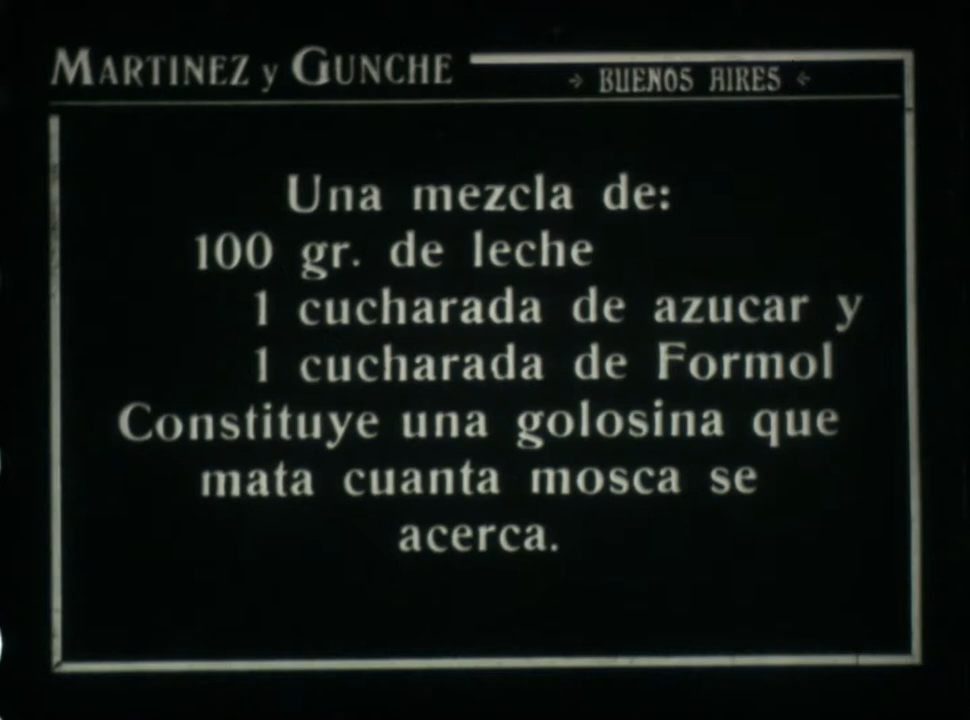 MARTINEZ y GUNCHE
BUENOS AIRES
Una mezcla de:
100 gr. de leche
1 cucharada de azucar y
1 cucharada de Formol
Constituye una golosina que
mata cuanta mosca se
acerca.